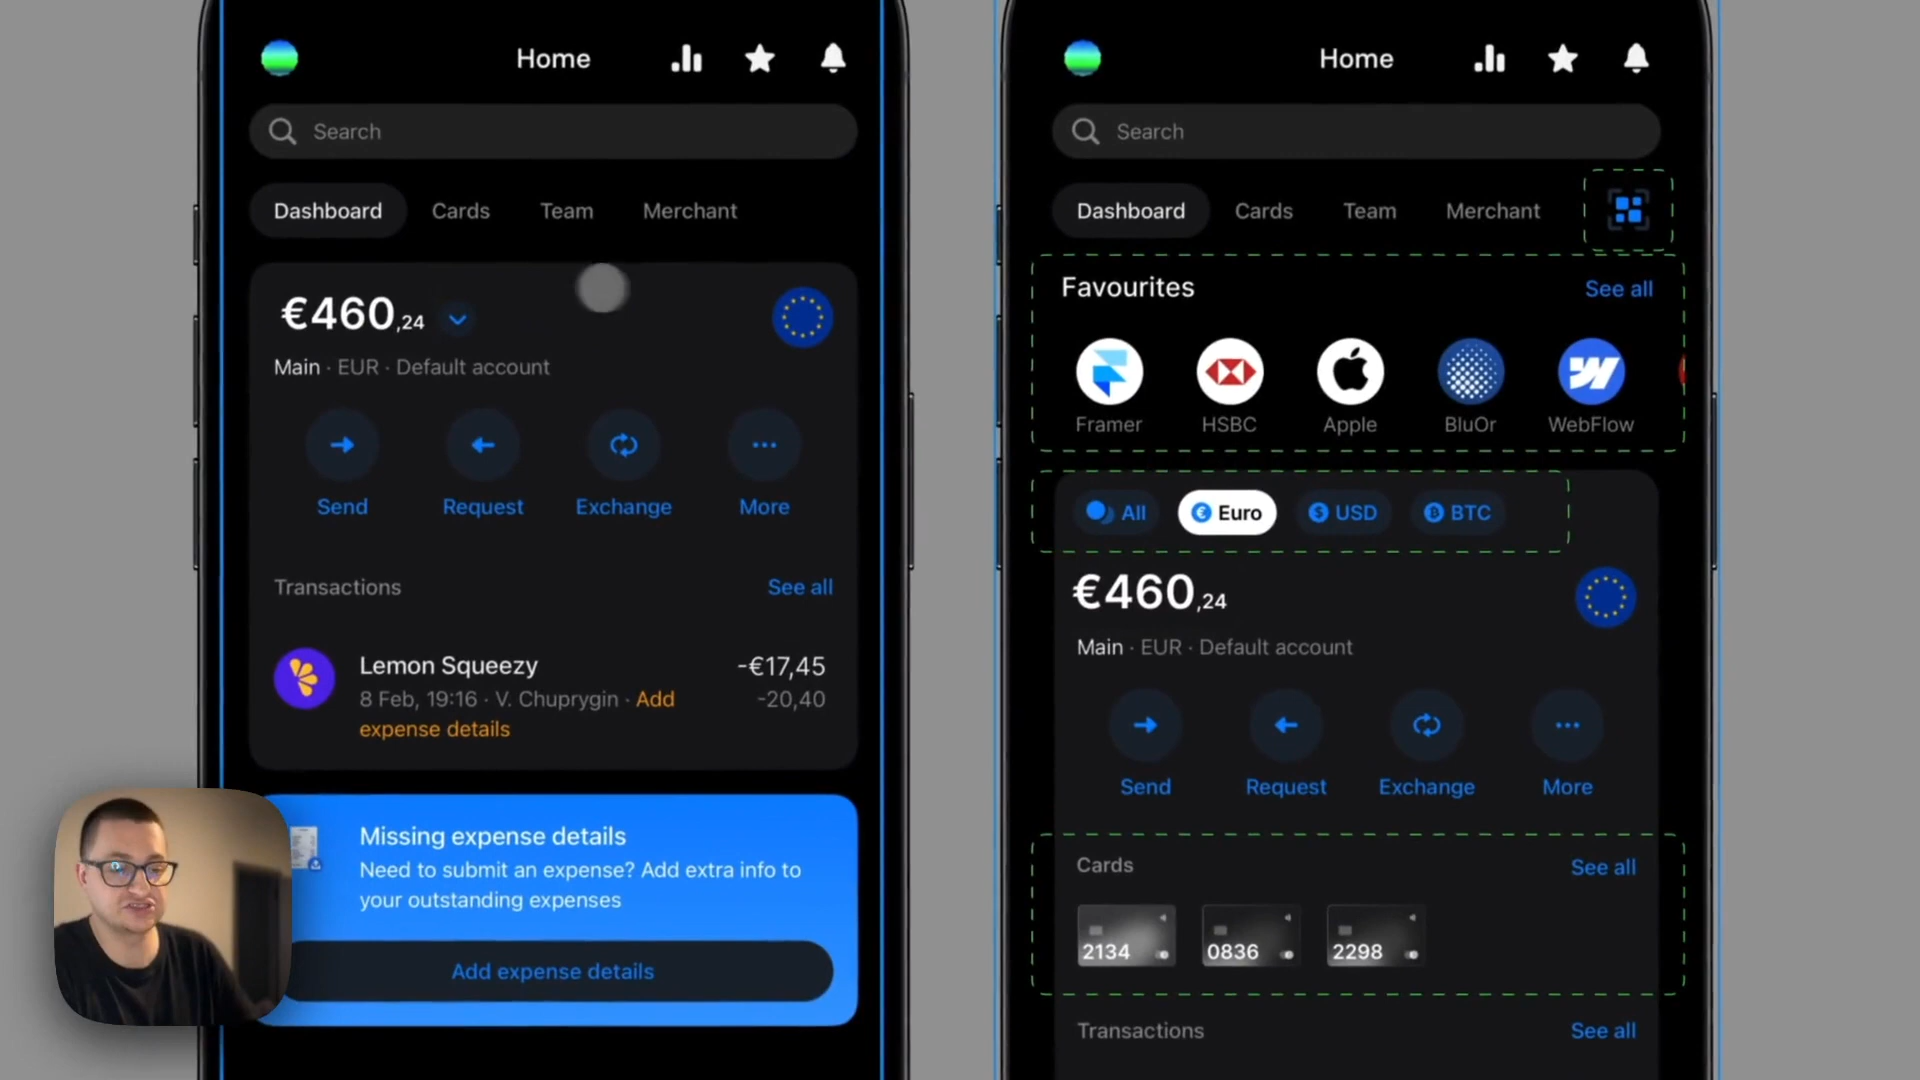 Home
Search
Dashboard Cards Team Merchant
€460,24
Main · EUR · Default account
Send Request Exchange More
Transactions See all
Lemon Squeezy -€17,45
8 Feb, 19:16 · V. Chuprygin · Add -20,40
expense details
Missing expense details
Need to submit an expense? Add extra info to
your outstanding expenses
Add expense details
Home
Search
Dashboard Cards Team Merchant
Favourites See all
Framer HSBC Apple BluOr WebFlow
All Euro USD BTC
€460,24
Main · EUR · Default account
Send Request Exchange More
Cards See all
2134 0836 2298
Transactions See all